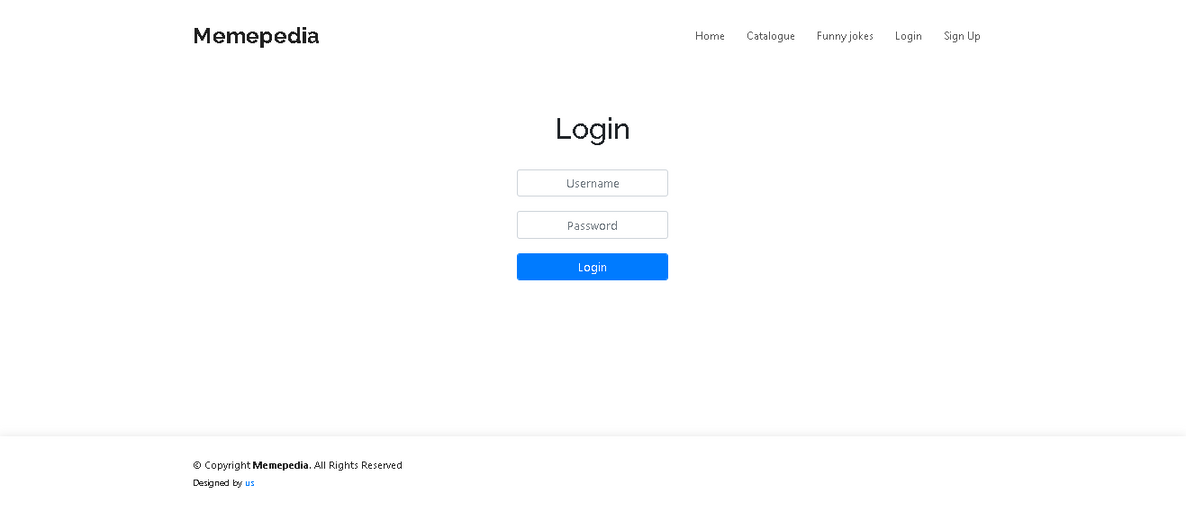 Memepedia
Home Catalogue Funny jokes Login Sign Up
Login
Username
Password
Login
© Copyright Memepedia. All Rights Reserved
Designed by us